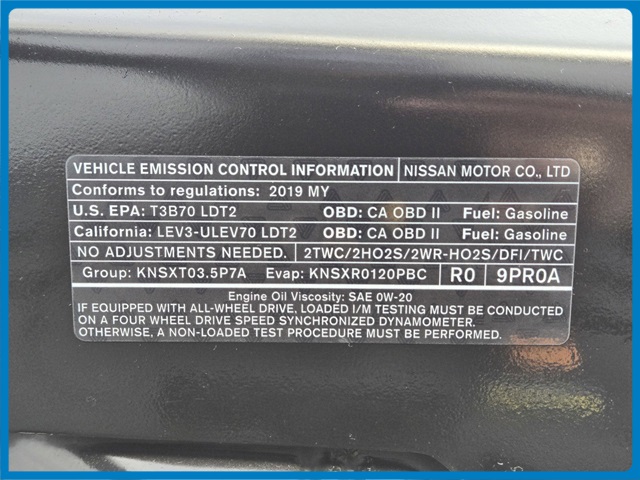 VEHICLE EMISSION CONTROL INFORMATION NISSAN MOTOR CO., LTD
Conforms to regulations: 2019 MY
U.S. EPA: T3B70 LDT2 OBD: CA OBD II Fuel: Gasoline
California: LEV3-ULEV70 LDT2 OBD: CA OBD II Fuel: Gasoline
NO ADJUSTMENTS NEEDED. 2TWC/2HO2S/2WR-HO2S/DFI/TWC
Group: KNSXT03.5P7A Evap: KNSXR0120PBC R0 9PR0A
Engine Oil Viscosity: SAE 0W-20
IF EQUIPPED WITH ALL-WHEEL DRIVE, LOADED I/M TESTING MUST BE CONDUCTED
ON A FOUR WHEEL DRIVE SPEED SYNCHRONIZED DYNAMOMETER.
OTHERWISE, A NON-LOADED TEST PROCEDURE MUST BE PERFORMED.